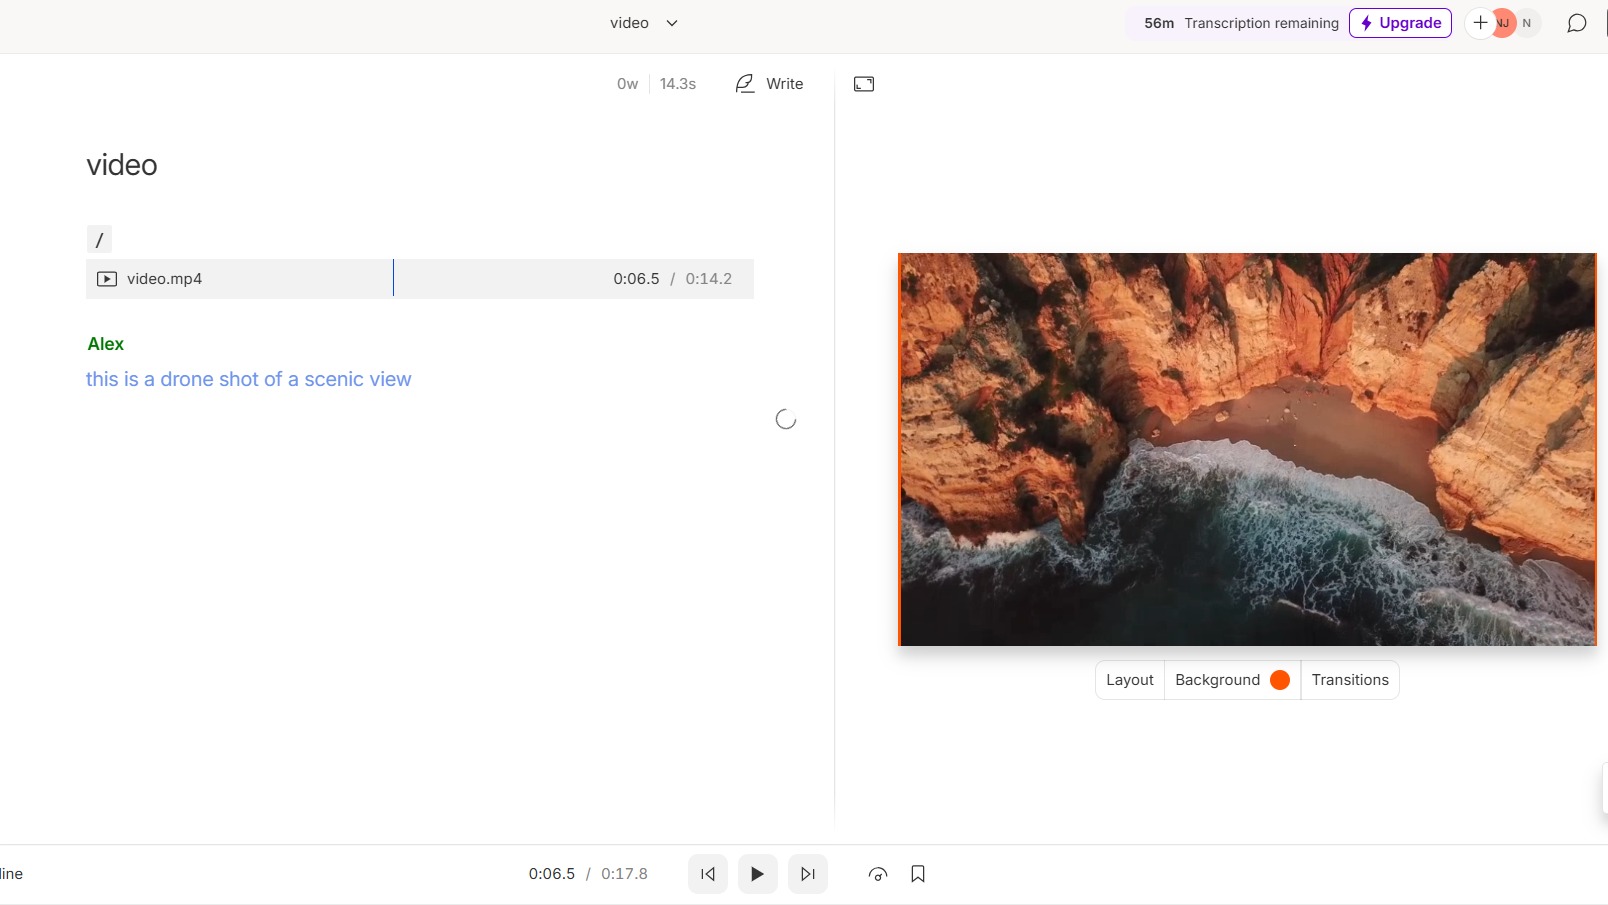 video
56m Transcription remaining Upgrade NJ N
0w 14.3s Write
video
/
video.mp4 0:06.5 / 0:14.2
Alex
this is a drone shot of a scenic view
Layout Background Transitions
line 0:06.5 / 0:17.8